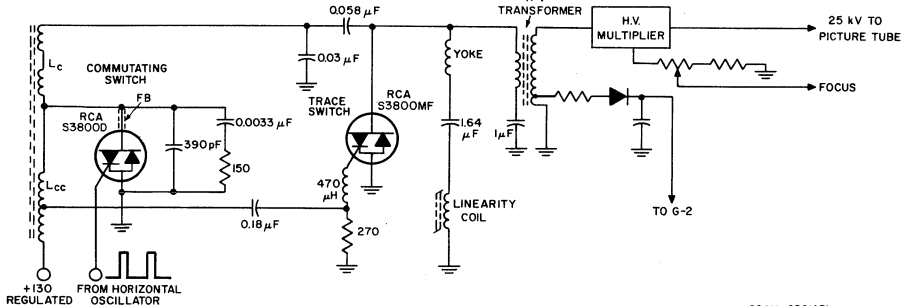 0.058 µF
TRANSFORMER
H.V.
MULTIPLIER
25 kV TO
PICTURE TUBE
LC
COMMUTATING
SWITCH
FB
RCA
S3800D
0.03 µF
TRACE
SWITCH
RCA
S3800MF
YOKE
FOCUS
0.0033 µF
390 pF
150
1.64
µF
1µF
LCC
470
µH
0.18 µF
270
LINEARITY
COIL
TO G-2
+130
REGULATED
FROM HORIZONTAL
OSCILLATOR